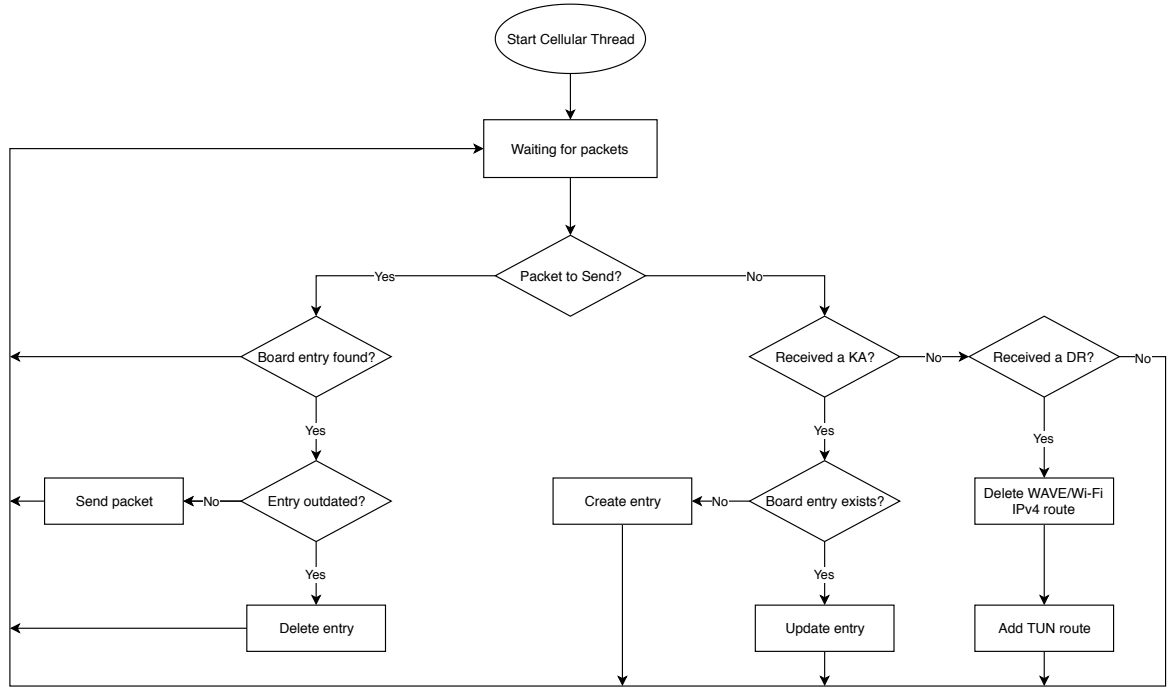 Start Cellular Thread
Waiting for packets
Packet to Send?
Yes
No
Board entry found?
Received a KA?
No
Received a DR?
No
Yes
Yes
Yes
Send packet
No
Entry outdated?
Create entry
No
Board entry exists?
Delete WAVE/Wi-Fi
IPv4 route
Yes
Yes
Delete entry
Update entry
Add TUN route